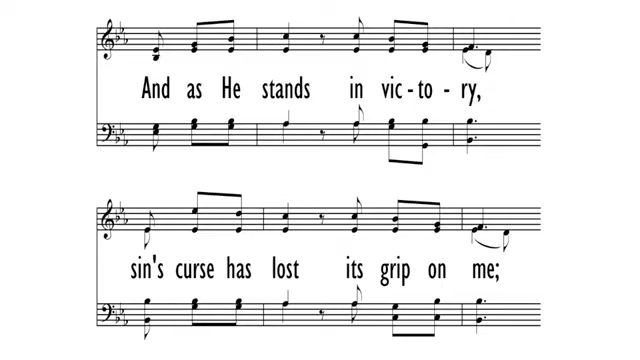 And as He stands in vic - to - ry,
sin's curse has lost its grip on me;